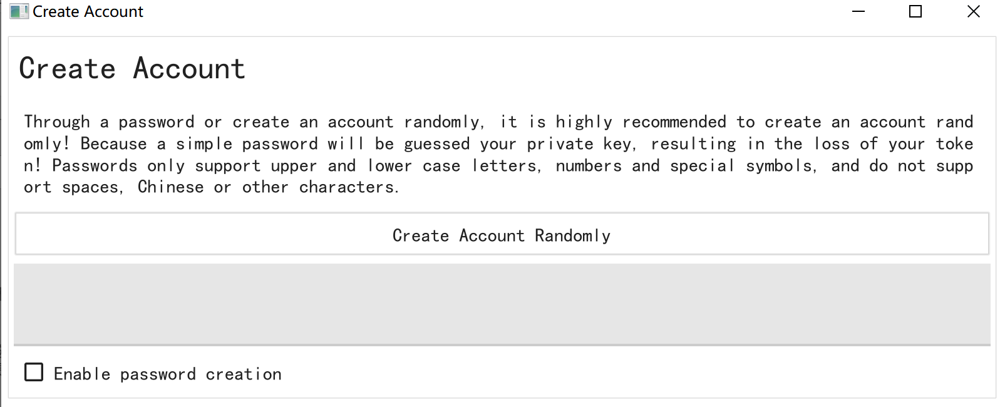 Create Account
Create Account
Through a password or create an account randomly, it is highly recommended to create an account rand
omly! Because a simple password will be guessed your private key, resulting in the loss of your toke
n! Passwords only support upper and lower case letters, numbers and special symbols, and do not supp
ort spaces, Chinese or other characters.
Create Account Randomly
Enable password creation